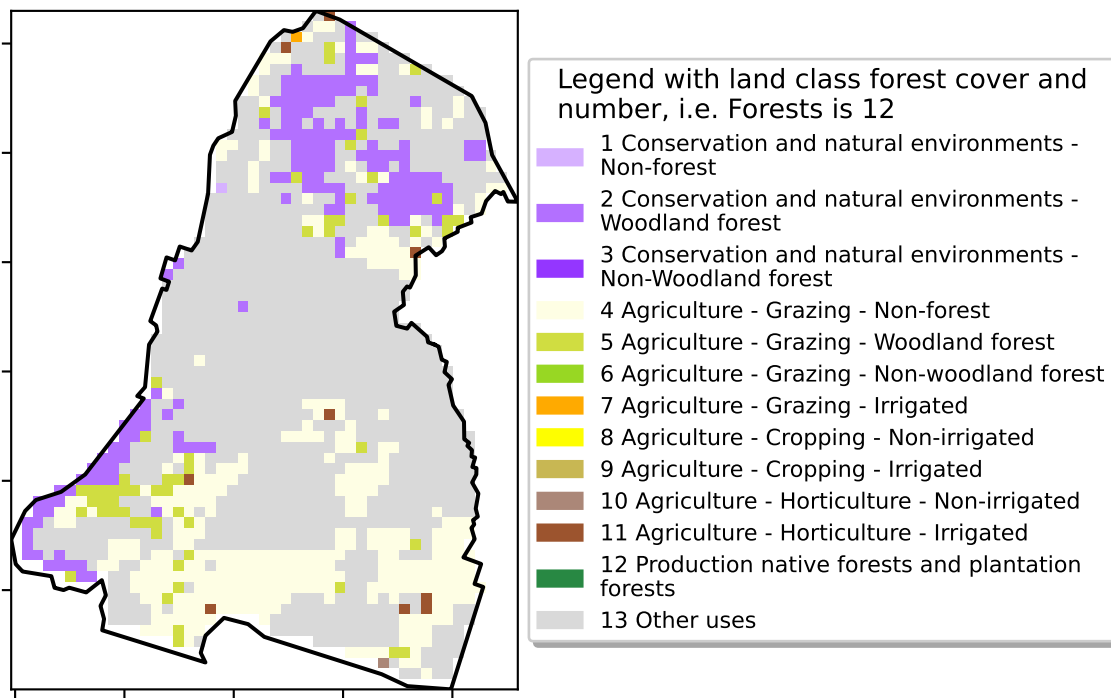 Legend with land class forest cover and
number, i.e. Forests is 12
1 Conservation and natural environments -
Non-forest
2 Conservation and natural environments -
Woodland forest
3 Conservation and natural environments -
Non-Woodland forest
4 Agriculture - Grazing - Non-forest
5 Agriculture - Grazing - Woodland forest
6 Agriculture - Grazing - Non-woodland forest
7 Agriculture - Grazing - Irrigated
8 Agriculture - Cropping - Non-irrigated
9 Agriculture - Cropping - Irrigated
10 Agriculture - Horticulture - Non-irrigated
11 Agriculture - Horticulture - Irrigated
12 Production native forests and plantation
forests
13 Other uses